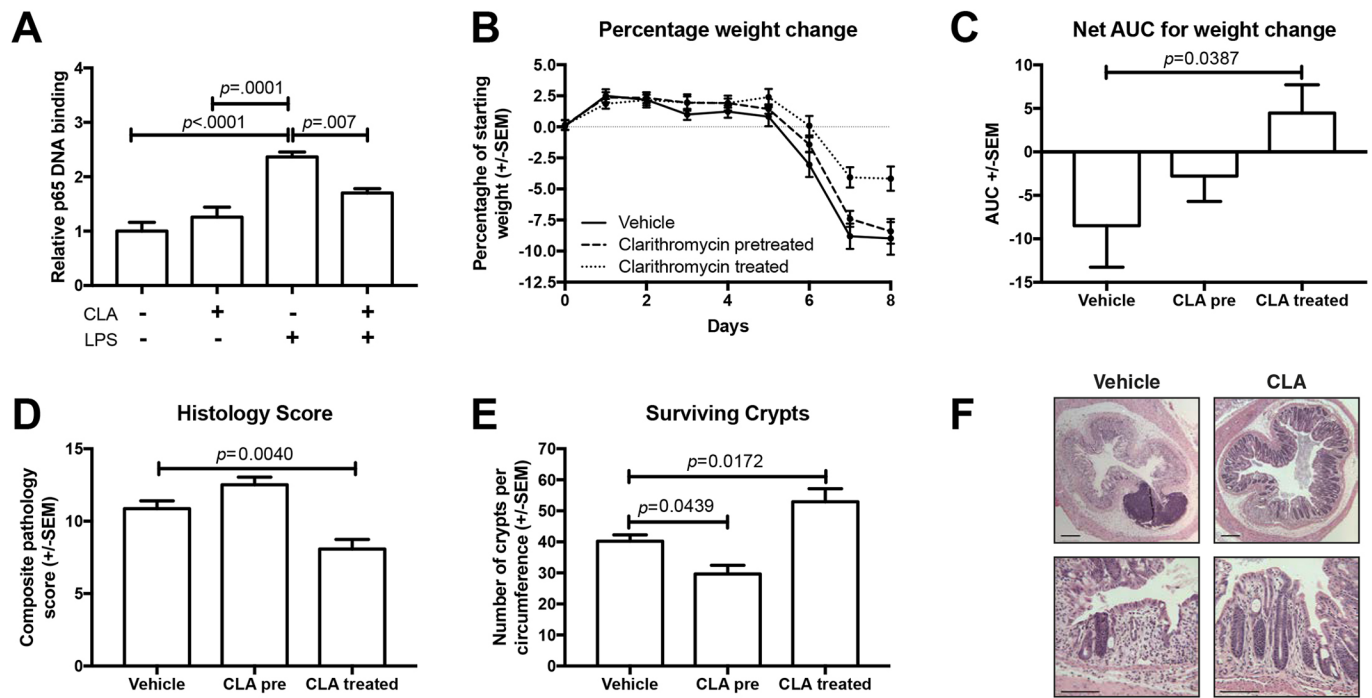 A
4
3
2
1
0
Relative p65 DNA binding
p=.0001
p<.0001
p=.007
CLA - + - +
LPS - - + +
B
Percentage weight change
5.0
2.5
0.0
-2.5
-5.0
-7.5
-10.0
-12.5
Percentaghe of starting
weight (+/-SEM)
Vehicle
Clarithromycin pretreated
Clarithromycin treated
0 2 4 6 8
Days
C
Net AUC for weight change
p=0.0387
10
5
0
-5
-10
-15
AUC +/-SEM
Vehicle CLA pre CLA treated
D
Histology Score
p=0.0040
15
10
5
0
Composite pathology
score (+/-SEM)
Vehicle CLA pre CLA treated
E
Surviving Crypts
p=0.0172
p=0.0439
70
60
50
40
30
20
10
0
Number of crypts per
circumference (+/-SEM)
Vehicle CLA pre CLA treated
F
Vehicle CLA